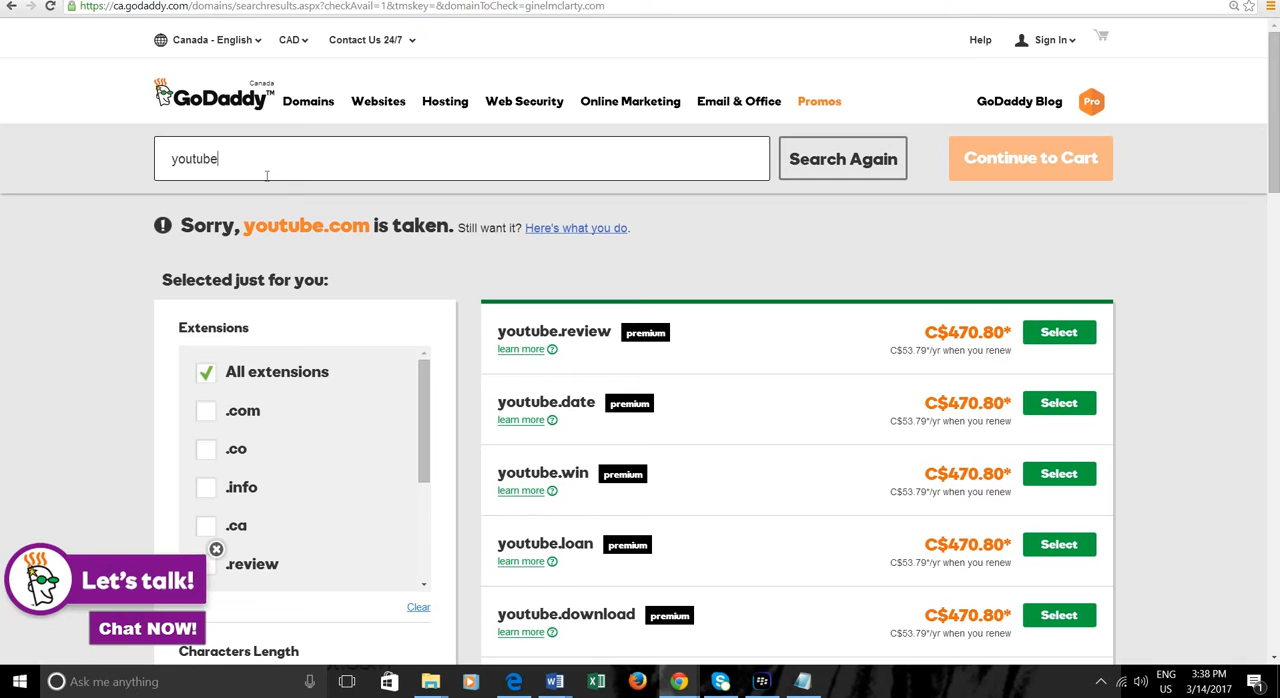 https://ca.godaddy.com/domains/searchresults.aspx?checkAvail=1&tmskey=&domainToCheck=ginelmclarty.com
Canada - English CAD Contact Us 24/7 Help Sign In
Canada
GoDaddy™ Domains Websites Hosting Web Security Online Marketing Email & Office Promos GoDaddy Blog Pro
youtube Search Again Continue to Cart
Sorry, youtube.com is taken. Still want it? Here's what you do.
Selected just for you:
Extensions
All extensions
.com
.co
.info
.ca
.review
Clear
Characters Length
youtube.review premium C$470.80* Select
learn more ? C$53.79*/yr when you renew
youtube.date premium C$470.80* Select
learn more ? C$53.79*/yr when you renew
youtube.win premium C$470.80* Select
learn more ? C$53.79*/yr when you renew
youtube.loan premium C$470.80* Select
learn more ? C$53.79*/yr when you renew
youtube.download premium C$470.80* Select
learn more ? C$53.79*/yr when you renew
Let's talk!
Chat NOW!
Ask me anything
ENG 3:38 PM
US 3/14/2017
1